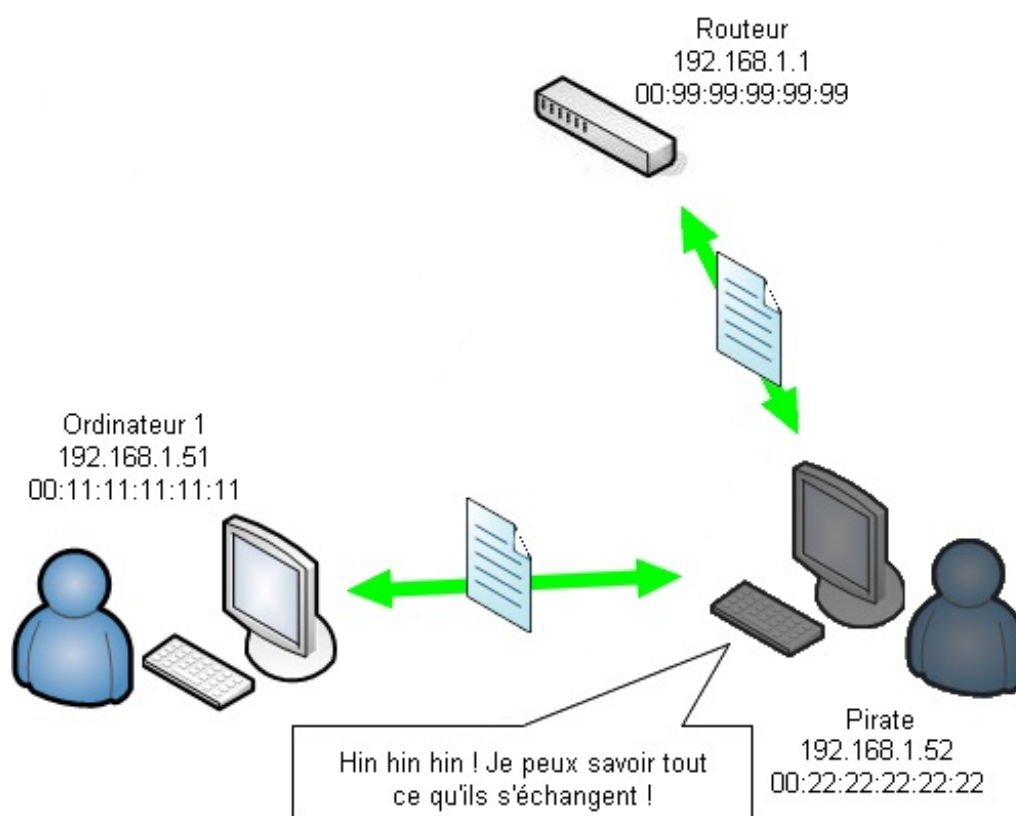 Routeur
192.168.1.1
00:99:99:99:99:99
Ordinateur 1
192.168.1.51
00:11:11:11:11:11
Hin hin hin ! Je peux savoir tout
ce qu'ils s'échangent !
Pirate
192.168.1.52
00:22:22:22:22:22